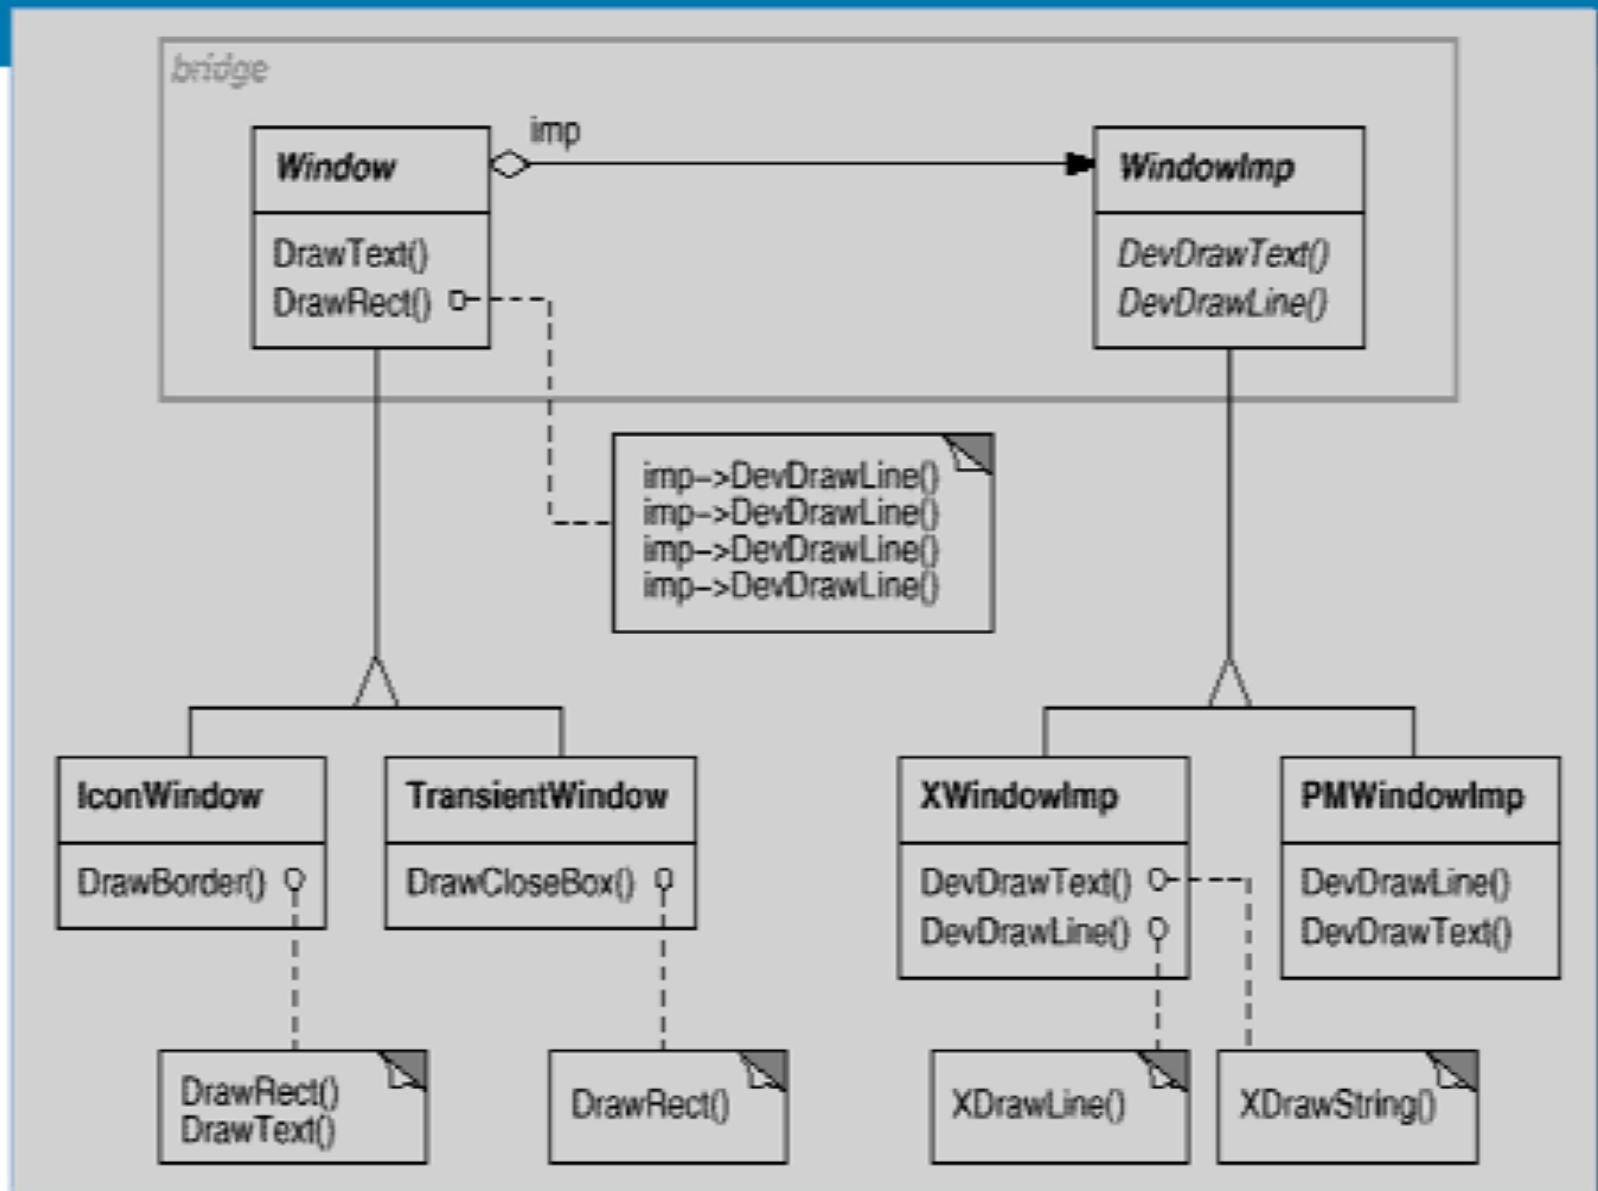 bridge
imp
Window
WindowImp
DrawText()
DrawRect()
DevDrawText()
DevDrawLine()
imp–>DevDrawLine()
imp–>DevDrawLine()
imp–>DevDrawLine()
imp–>DevDrawLine()
IconWindow
DrawBorder()
TransientWindow
DrawCloseBox()
XWindowImp
DevDrawText()
DevDrawLine()
PMWindowImp
DevDrawLine()
DevDrawText()
DrawRect()
DrawText()
DrawRect()
XDrawLine()
XDrawString()